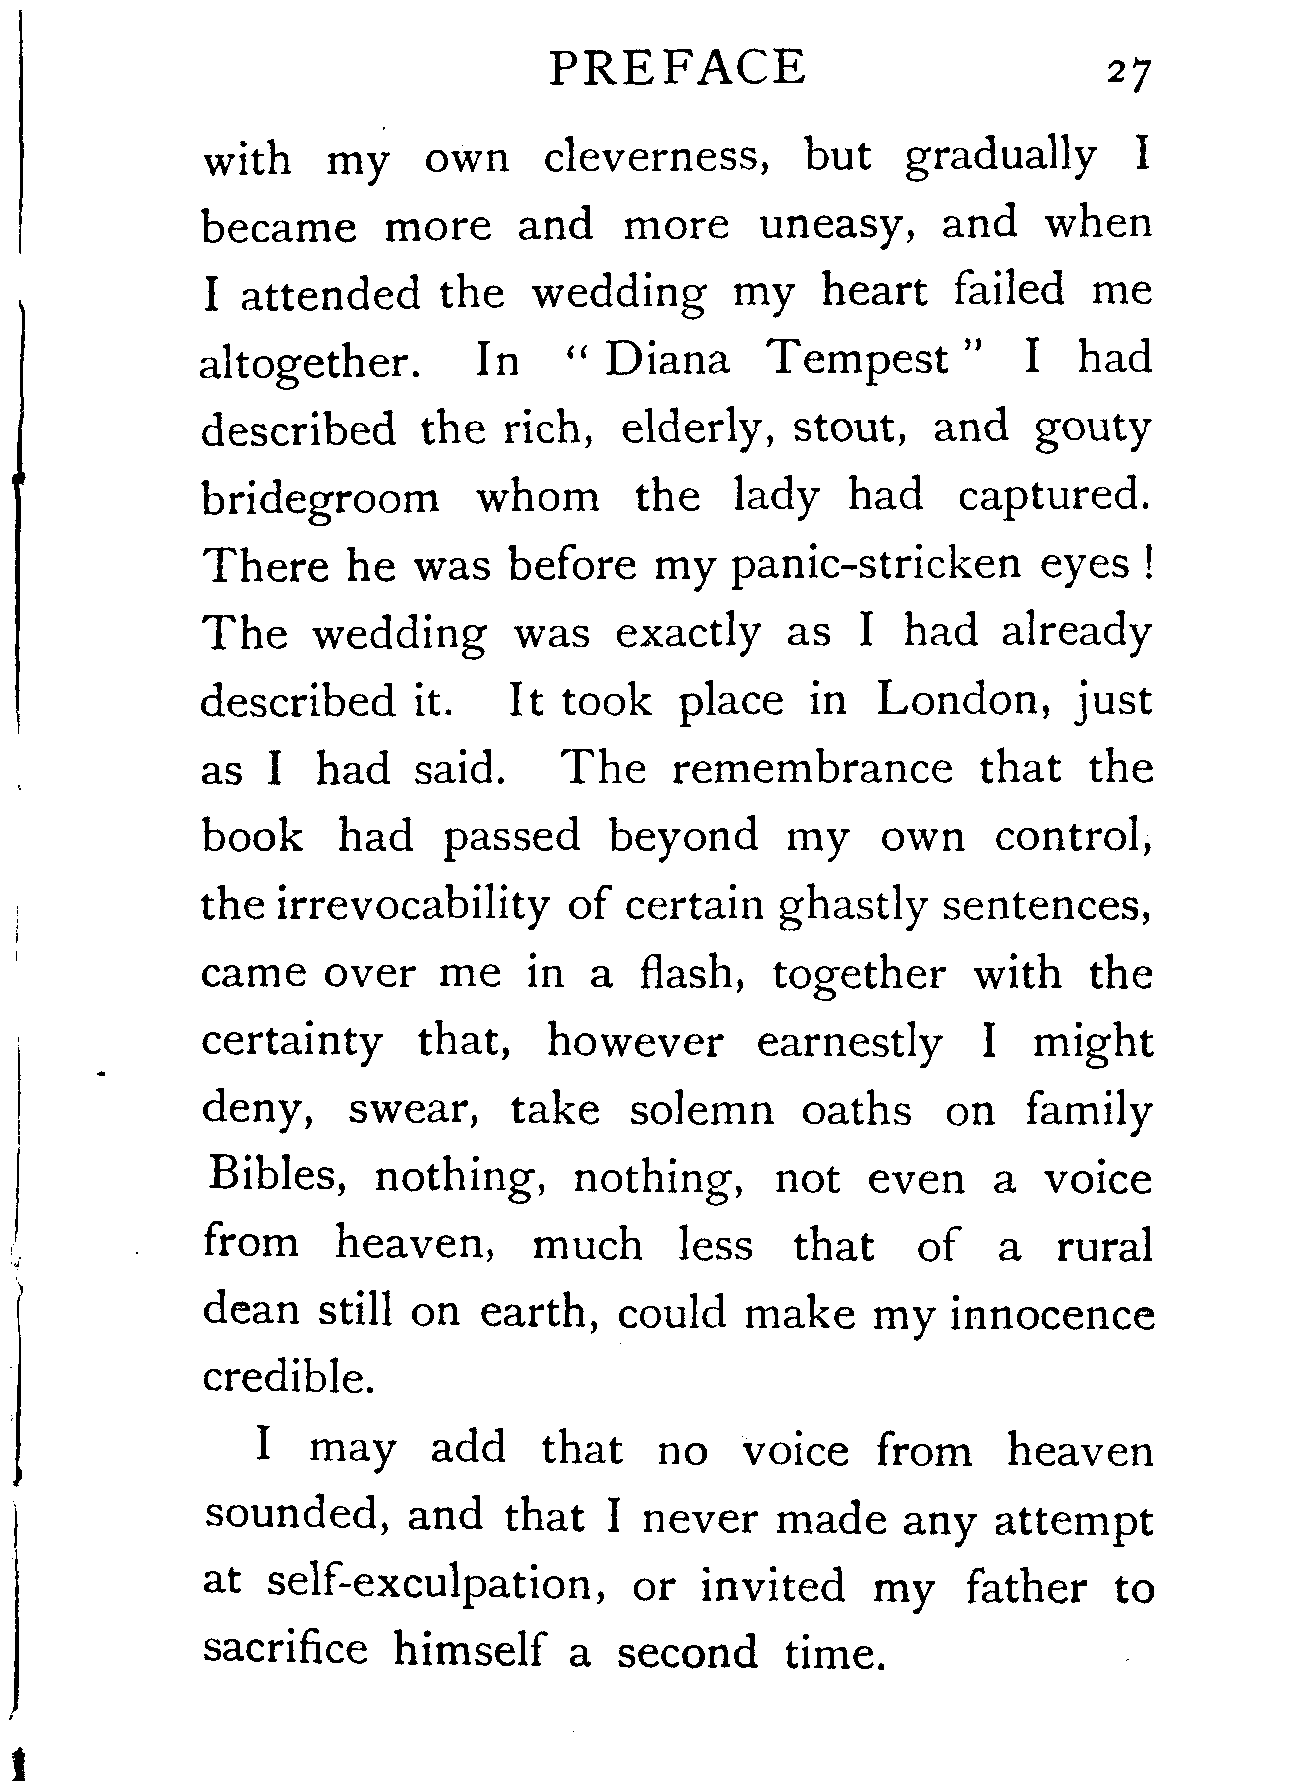 PREFACE 27
with my own cleverness, but gradually I
became more and more uneasy, and when
I attended the wedding my heart failed me
altogether. In “ Diana Tempest ” I had
described the rich, elderly, stout, and gouty
bridegroom whom the lady had captured.
There he was before my panic-stricken eyes !
The wedding was exactly as I had already
described it. It took place in London, just
as I had said. The remembrance that the
book had passed beyond my own control,
the irrevocability of certain ghastly sentences,
came over me in a flash, together with the
certainty that, however earnestly I might
deny, swear, take solemn oaths on family
Bibles, nothing, nothing, not even a voice
from heaven, much less that of a rural
dean still on earth, could make my innocence
credible.
I may add that no voice from heaven
sounded, and that I never made any attempt
at self-exculpation, or invited my father to
sacrifice himself a second time.